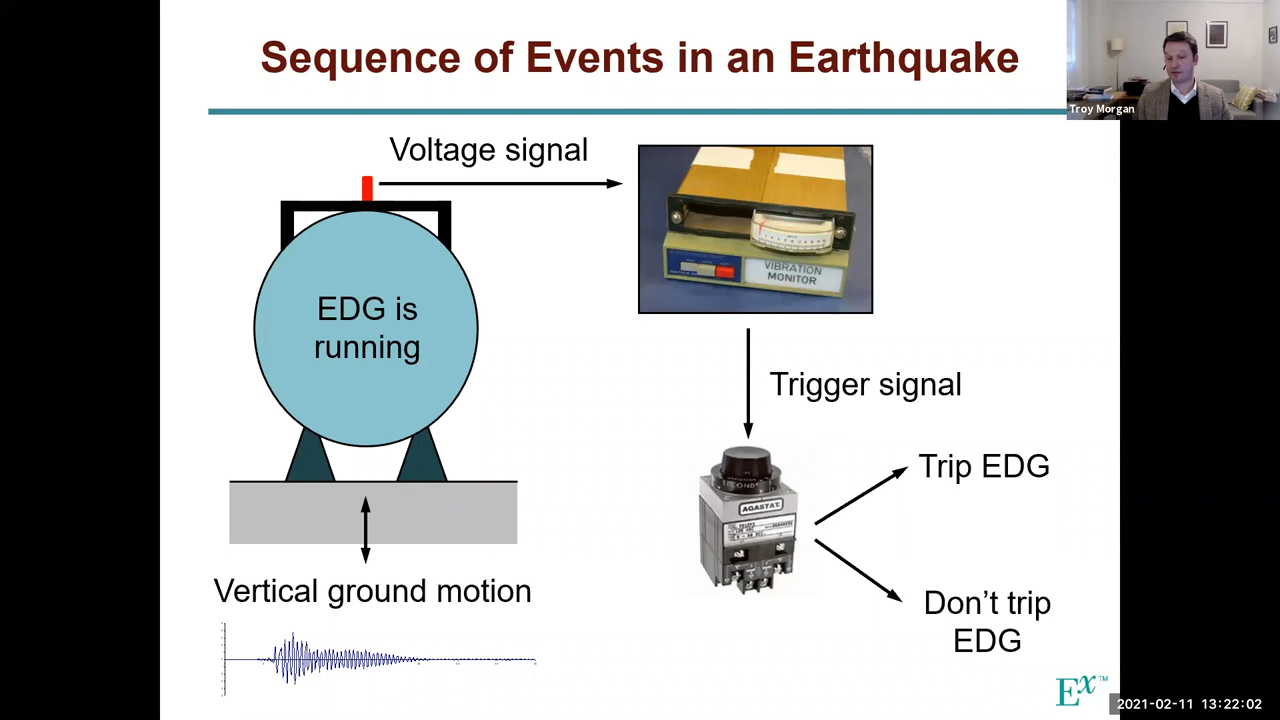 Sequence of Events in an Earthquake
Troy Morgan
Voltage signal
VIBRATION
MONITOR
EDG is
running
Trigger signal
AGASTAT
Trip EDG
Don’t trip
EDG
Vertical ground motion
Ex™
2021-02-11 13:22:02